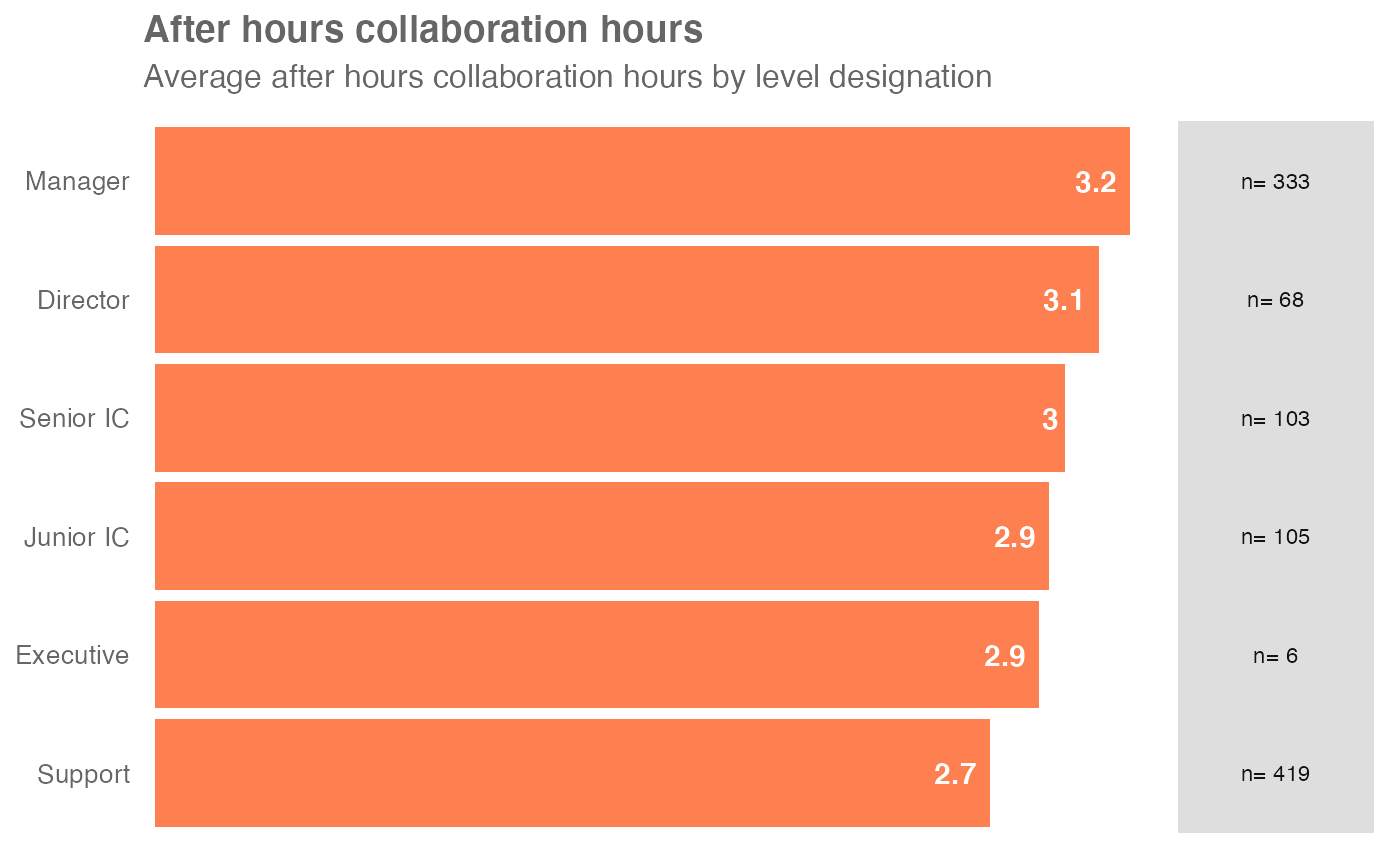 After hours collaboration hours
Average after hours collaboration hours by level designation
Manager 3.2 n= 333
Director 3.1 n= 68
Senior IC 3 n= 103
Junior IC 2.9 n= 105
Executive 2.9 n= 6
Support 2.7 n= 419